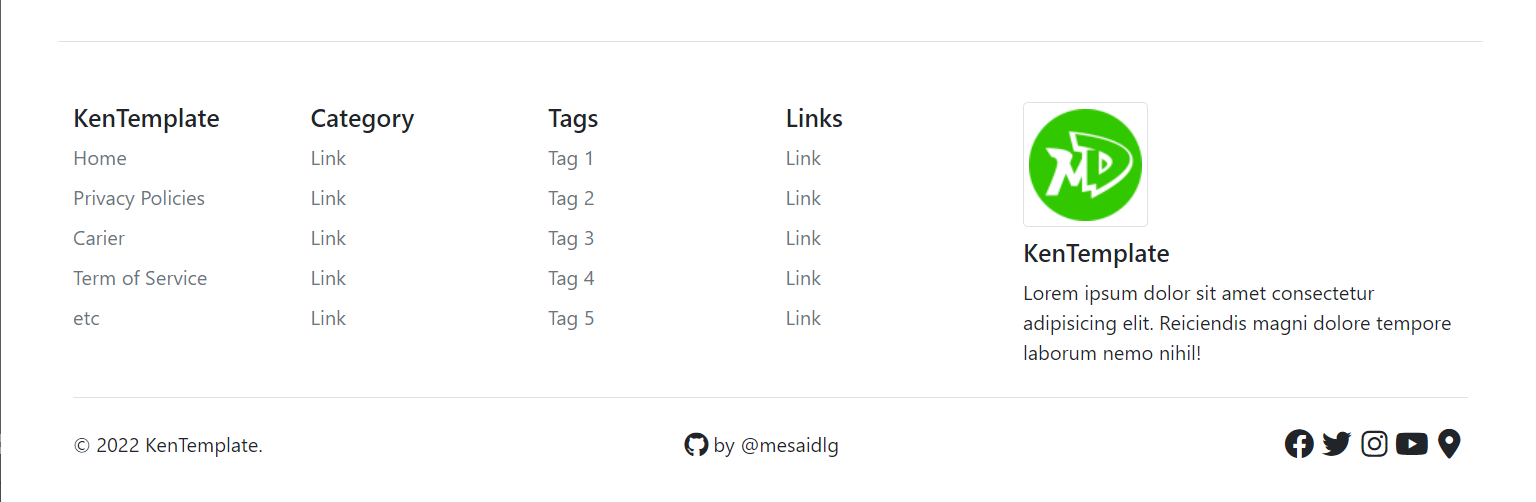 KenTemplate
Home
Privacy Policies
Carier
Term of Service
etc
Category
Link
Link
Link
Link
Link
Tags
Tag 1
Tag 2
Tag 3
Tag 4
Tag 5
Links
Link
Link
Link
Link
Link
MD
KenTemplate
Lorem ipsum dolor sit amet consectetur
adipisicing elit. Reiciendis magni dolore tempore
laborum nemo nihil!
© 2022 KenTemplate.
by @mesaidlg